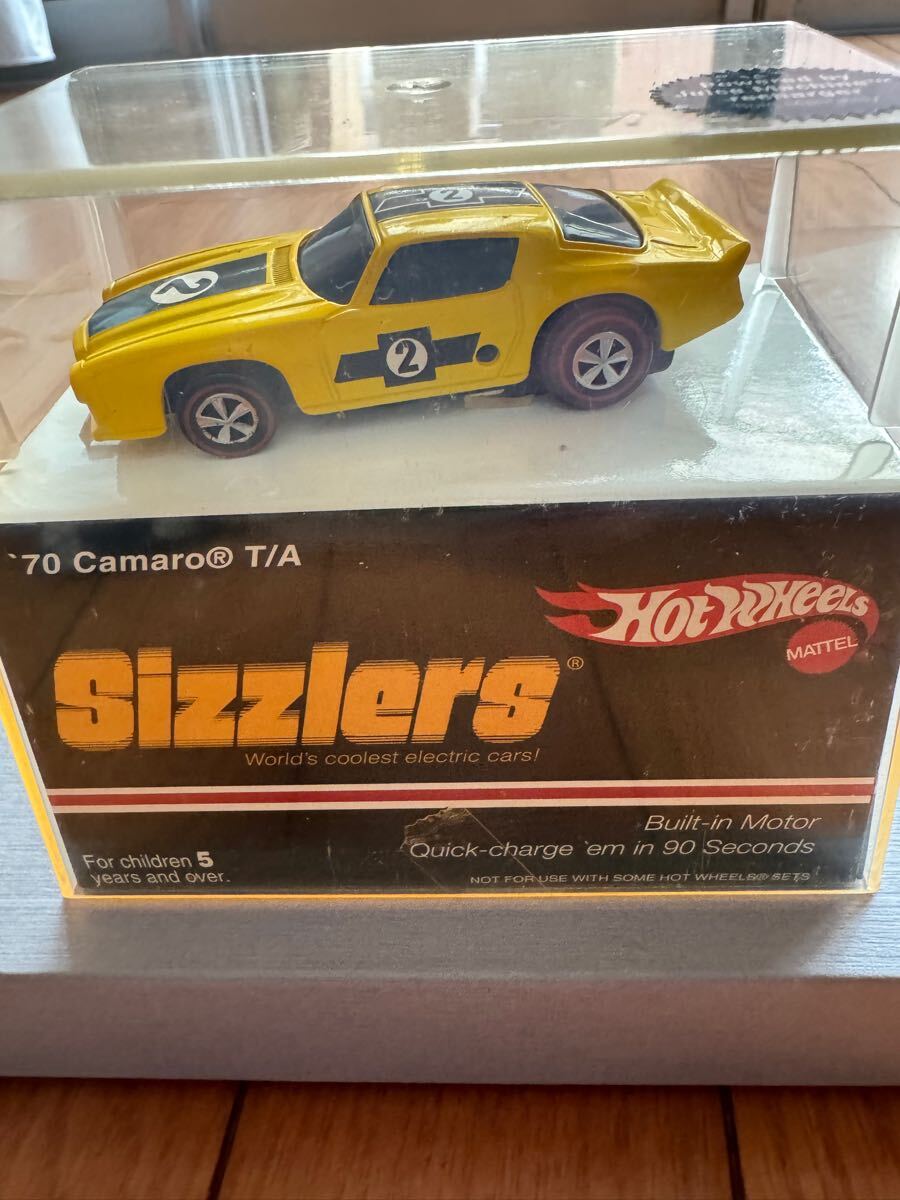 2
2
2
`70 Camaro® T/A
Hot Wheels
MATTEL
Sizzlers®
World's coolest electric cars!
Built-in Motor
Quick-charge `em in 90 Seconds
For children 5
years and over.
NOT FOR USE WITH SOME HOT WHEELS® SETS